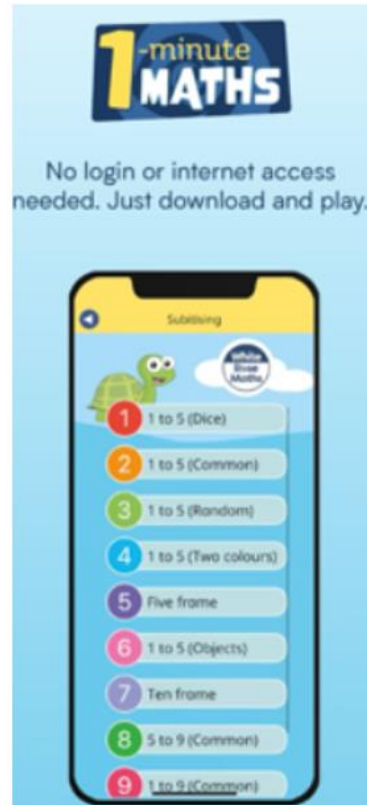 1-minute
MATHS
No login or internet access
needed. Just download and play.
Subitising
White
Rose
Maths
1 1 to 5 (Dice)
2 1 to 5 (Common)
3 1 to 5 (Random)
4 1 to 5 (Two colours)
5 Five frame
6 1 to 5 (Objects)
7 Ten frame
8 5 to 9 (Common)
9 1 to 9 (Common)